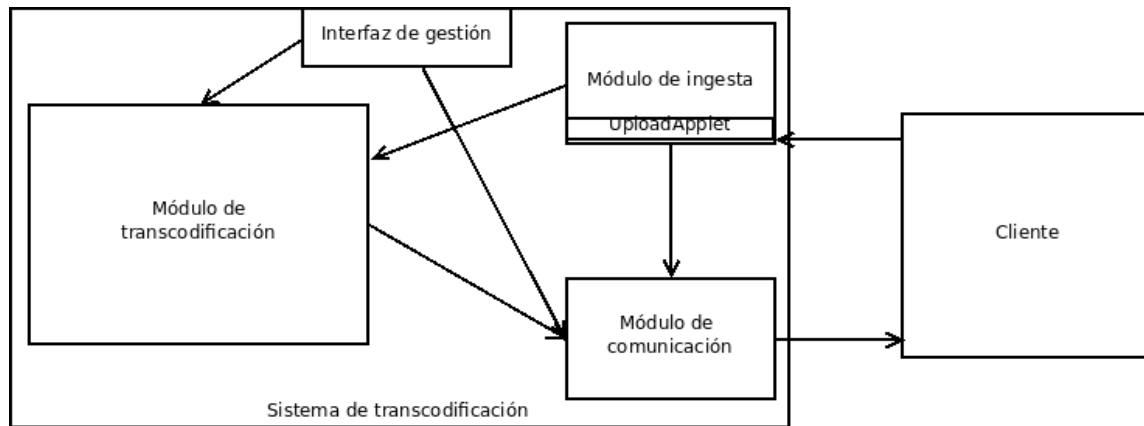 Interfaz de gestión
Módulo de ingesta
UploadApplet
Módulo de
transcodificación
Cliente
Módulo de
comunicación
Sistema de transcodificación